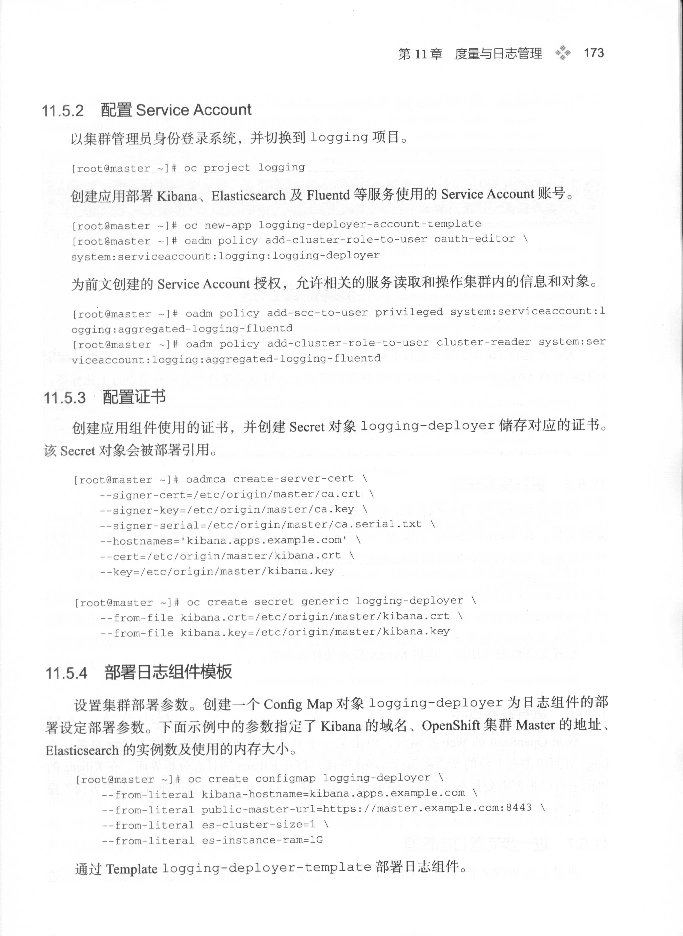 第 11 章 度量与日志管理 173
11.5.2 配置 Service Account
以集群管理员身份登录系统，并切换到 logging 项目。
[root@master ~]# oc project logging
创建应用部署 Kibana、Elasticsearch 及 Fluentd 等服务使用的 Service Account 账号。
[root@master ~]# oc new-app logging-deployer-account-template
[root@master ~]# oadm policy add-cluster-role-to-user oauth-editor \
system:serviceaccount:logging:logging-deployer
为前文创建的 Service Account 授权，允许相关的服务读取和操作集群内的信息和对象。
[root@master ~]# oadm policy add-scc-to-user privileged system:serviceaccount:l
ogging:aggregated-logging-fluentd
[root@master ~]# oadm policy add-cluster-role-to-user cluster-reader system:ser
viceaccount:logging:aggregated-logging-fluentd
11.5.3 配置证书
创建应用组件使用的证书，并创建 Secret 对象 logging-deployer 储存对应的证书。
该 Secret 对象会被部署引用。
[root@master ~]# oadmca create-server-cert \
--signer-cert=/etc/origin/master/ca.crt \
--signer-key=/etc/origin/master/ca.key \
--signer-serial=/etc/origin/master/ca.serial.txt \
--hostnames='kibana.apps.example.com' \
--cert=/etc/origin/master/kibana.crt \
--key=/etc/origin/master/kibana.key
[root@master ~]# oc create secret generic logging-deployer \
--from-file kibana.crt=/etc/origin/master/kibana.crt \
--from-file kibana.key=/etc/origin/master/kibana.key
11.5.4 部署日志组件模板
设置集群部署参数。创建一个 Config Map 对象 logging-deployer 为日志组件的部
署设定部署参数。下面示例中的参数指定了 Kibana 的域名、OpenShift 集群 Master 的地址、
Elasticsearch 的实例数及使用的内存大小。
[root@master ~]# oc create configmap logging-deployer \
--from-literal kibana-hostname=kibana.apps.example.com \
--from-literal public-master-url=https://master.example.com:8443 \
--from-literal es-cluster-size=1 \
--from-literal es-instance-ram=1G
通过 Template logging-deployer-template 部署日志组件。